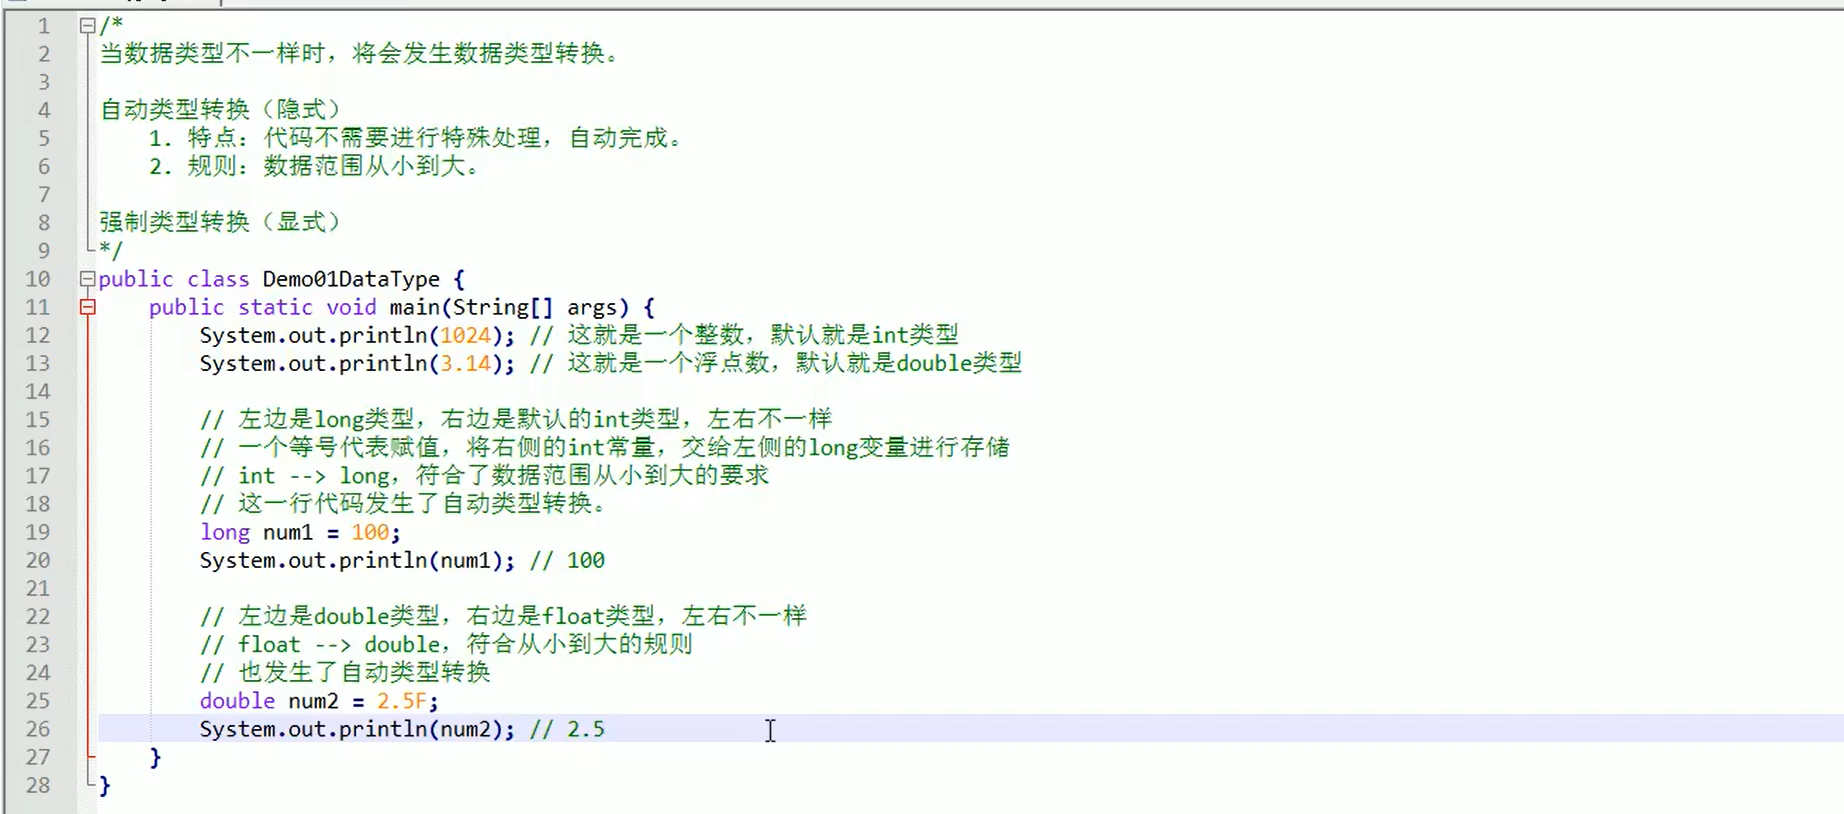 1 /*
2 当数据类型不一样时，将会发生数据类型转换。
3
4 自动类型转换（隐式）
5     1. 特点：代码不需要进行特殊处理，自动完成。
6     2. 规则：数据范围从小到大。
7
8 强制类型转换（显式）
9 */
10 public class Demo01DataType {
11     public static void main(String[] args) {
12         System.out.println(1024); // 这就是一个整数，默认就是int类型
13         System.out.println(3.14); // 这就是一个浮点数，默认就是double类型
14
15         // 左边是long类型，右边是默认的int类型，左右不一样
16         // 一个等号代表赋值，将右侧的int常量，交给左侧的long变量进行存储
17         // int --> long，符合了数据范围从小到大的要求
18         // 这一行代码发生了自动类型转换。
19         long num1 = 100;
20         System.out.println(num1); // 100
21
22         // 左边是double类型，右边是float类型，左右不一样
23         // float --> double，符合从小到大的规则
24         // 也发生了自动类型转换
25         double num2 = 2.5F;
26         System.out.println(num2); // 2.5
27     }
28 }